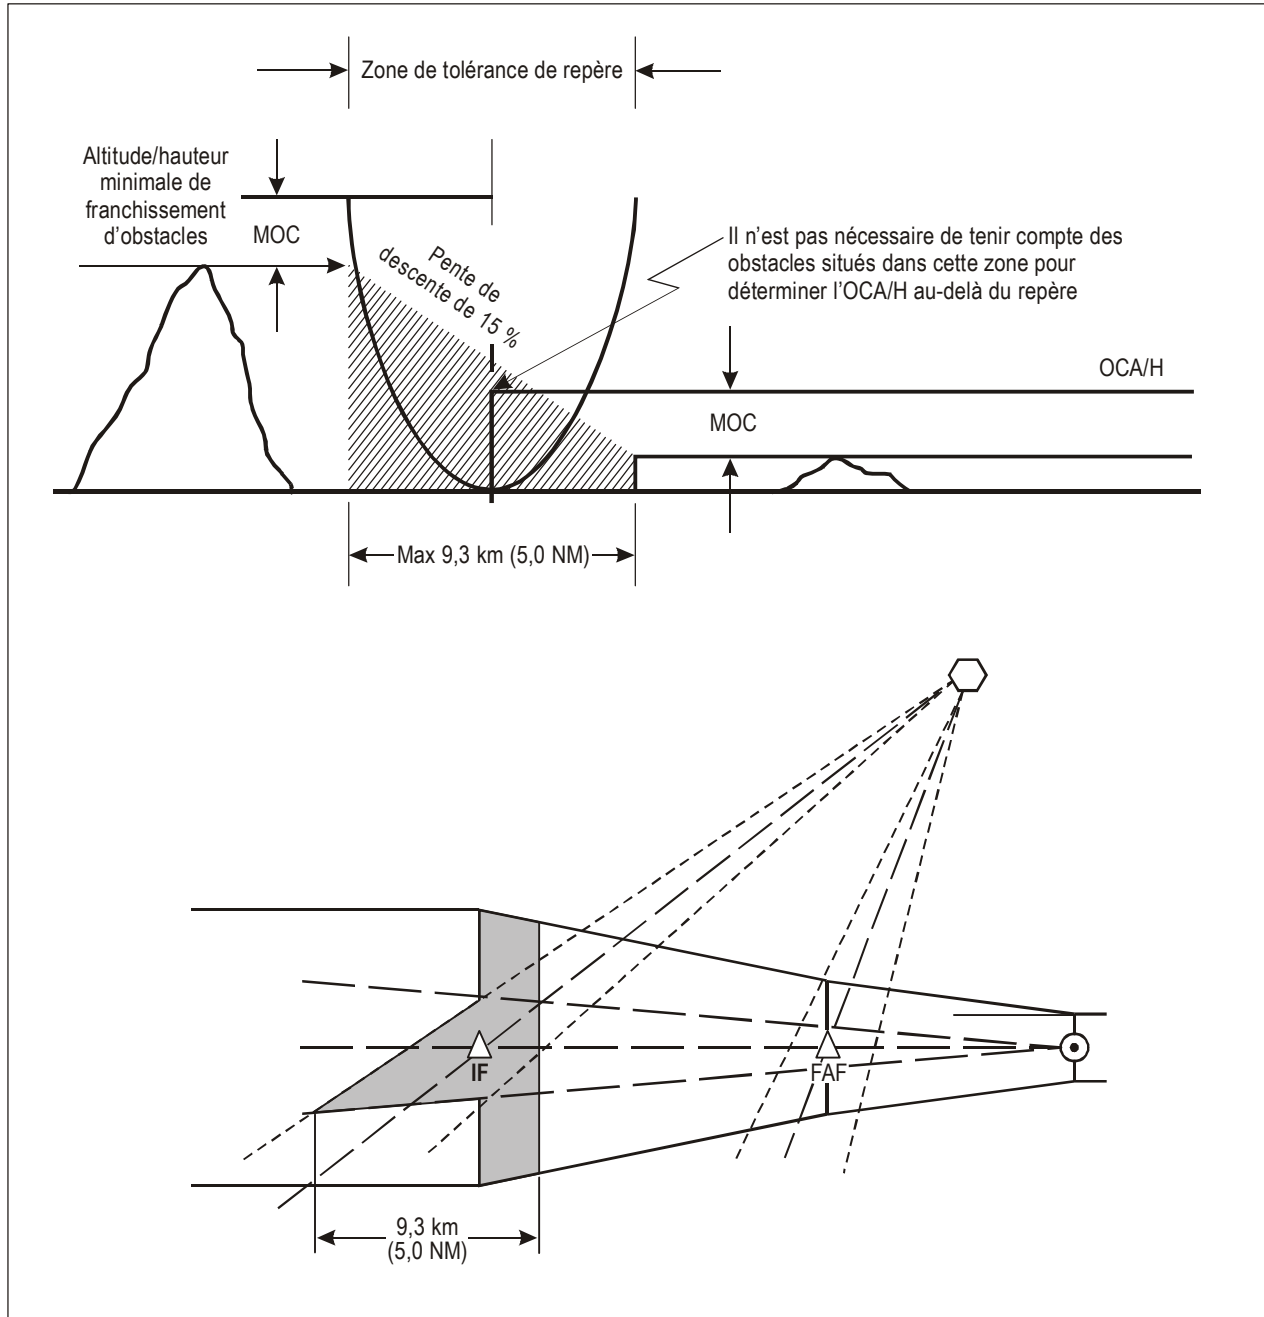 Zone de tolérance de repère
Altitude/hauteur
minimale de
franchissement
d'obstacles
MOC
Pente de
descente de 15 %
Il n'est pas nécessaire de tenir compte des
obstacles situés dans cette zone pour
déterminer l'OCA/H au-delà du repère
OCA/H
MOC
Max 9,3 km (5,0 NM)
IF
FAF
9,3 km
(5,0 NM)